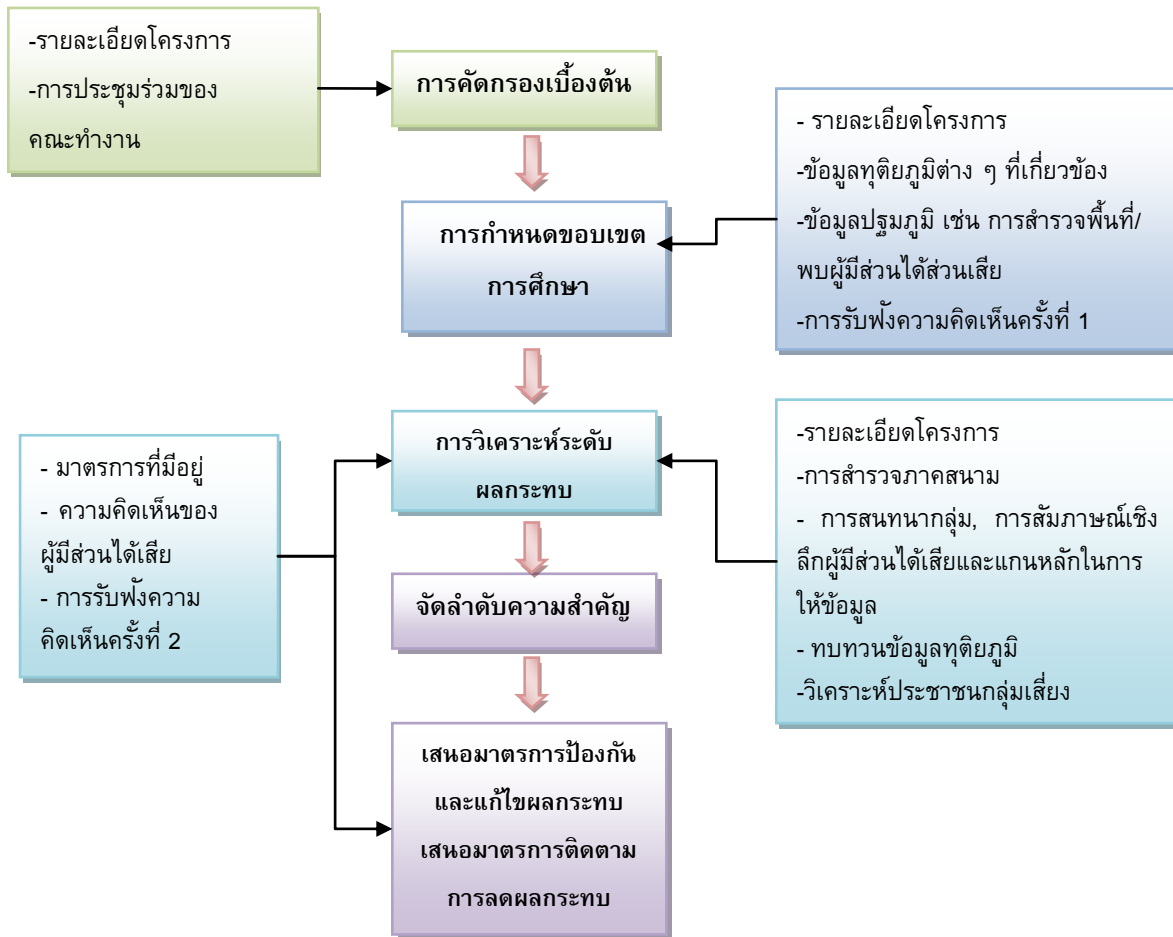 -รายละเอียดโครงการ
-การประชุมร่วมของ
คณะทำงาน
การคัดกรองเบื้องต้น
- รายละเอียดโครงการ
-ข้อมูลทุติยภูมิต่าง ๆ ที่เกี่ยวข้อง
-ข้อมูลปฐมภูมิ เช่น การสำรวจพื้นที่/
พบผู้มีส่วนได้ส่วนเสีย
-การรับฟังความคิดเห็นครั้งที่ 1
การกำหนดขอบเขต
การศึกษา
- มาตรการที่มีอยู่
- ความคิดเห็นของ
ผู้มีส่วนได้เสีย
- การรับฟังความ
คิดเห็นครั้งที่ 2
การวิเคราะห์ระดับ
ผลกระทบ
-รายละเอียดโครงการ
-การสำรวจภาคสนาม
- การสนทนากลุ่ม, การสัมภาษณ์เชิง
ลึกผู้มีส่วนได้เสียและแกนหลักในการ
ให้ข้อมูล
- ทบทวนข้อมูลทุติยภูมิ
-วิเคราะห์ประชาชนกลุ่มเสี่ยง
จัดลำดับความสำคัญ
เสนอมาตรการป้องกัน
และแก้ไขผลกระทบ
เสนอมาตรการติดตาม
การลดผลกระทบ